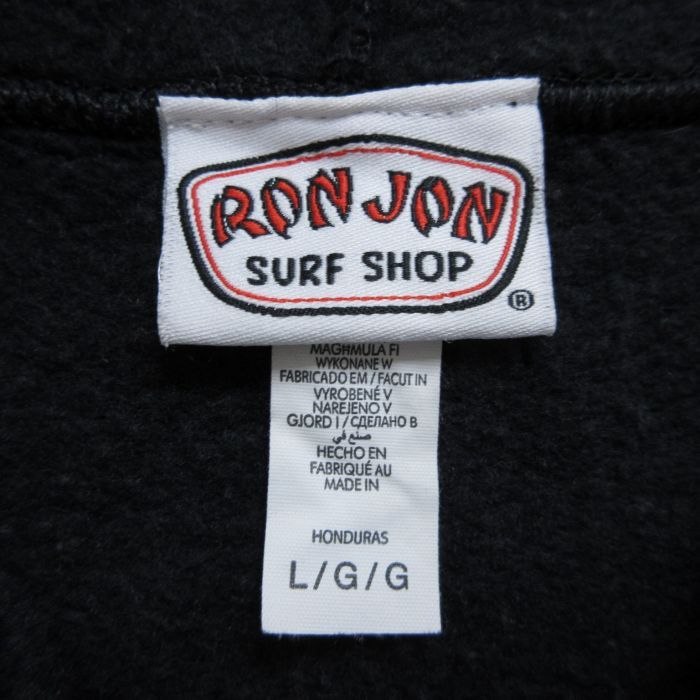 RON JON
SURF SHOP
®
MAGHMULA FI
WYKONANE W
FABRICADO EM / FACUT IN
VYROBENÉ V
NAREJENO V
GJORD I / СДЕЛАНО В
صنع في
HECHO EN
FABRIQUÉ AU
MADE IN
HONDURAS
L/G/G